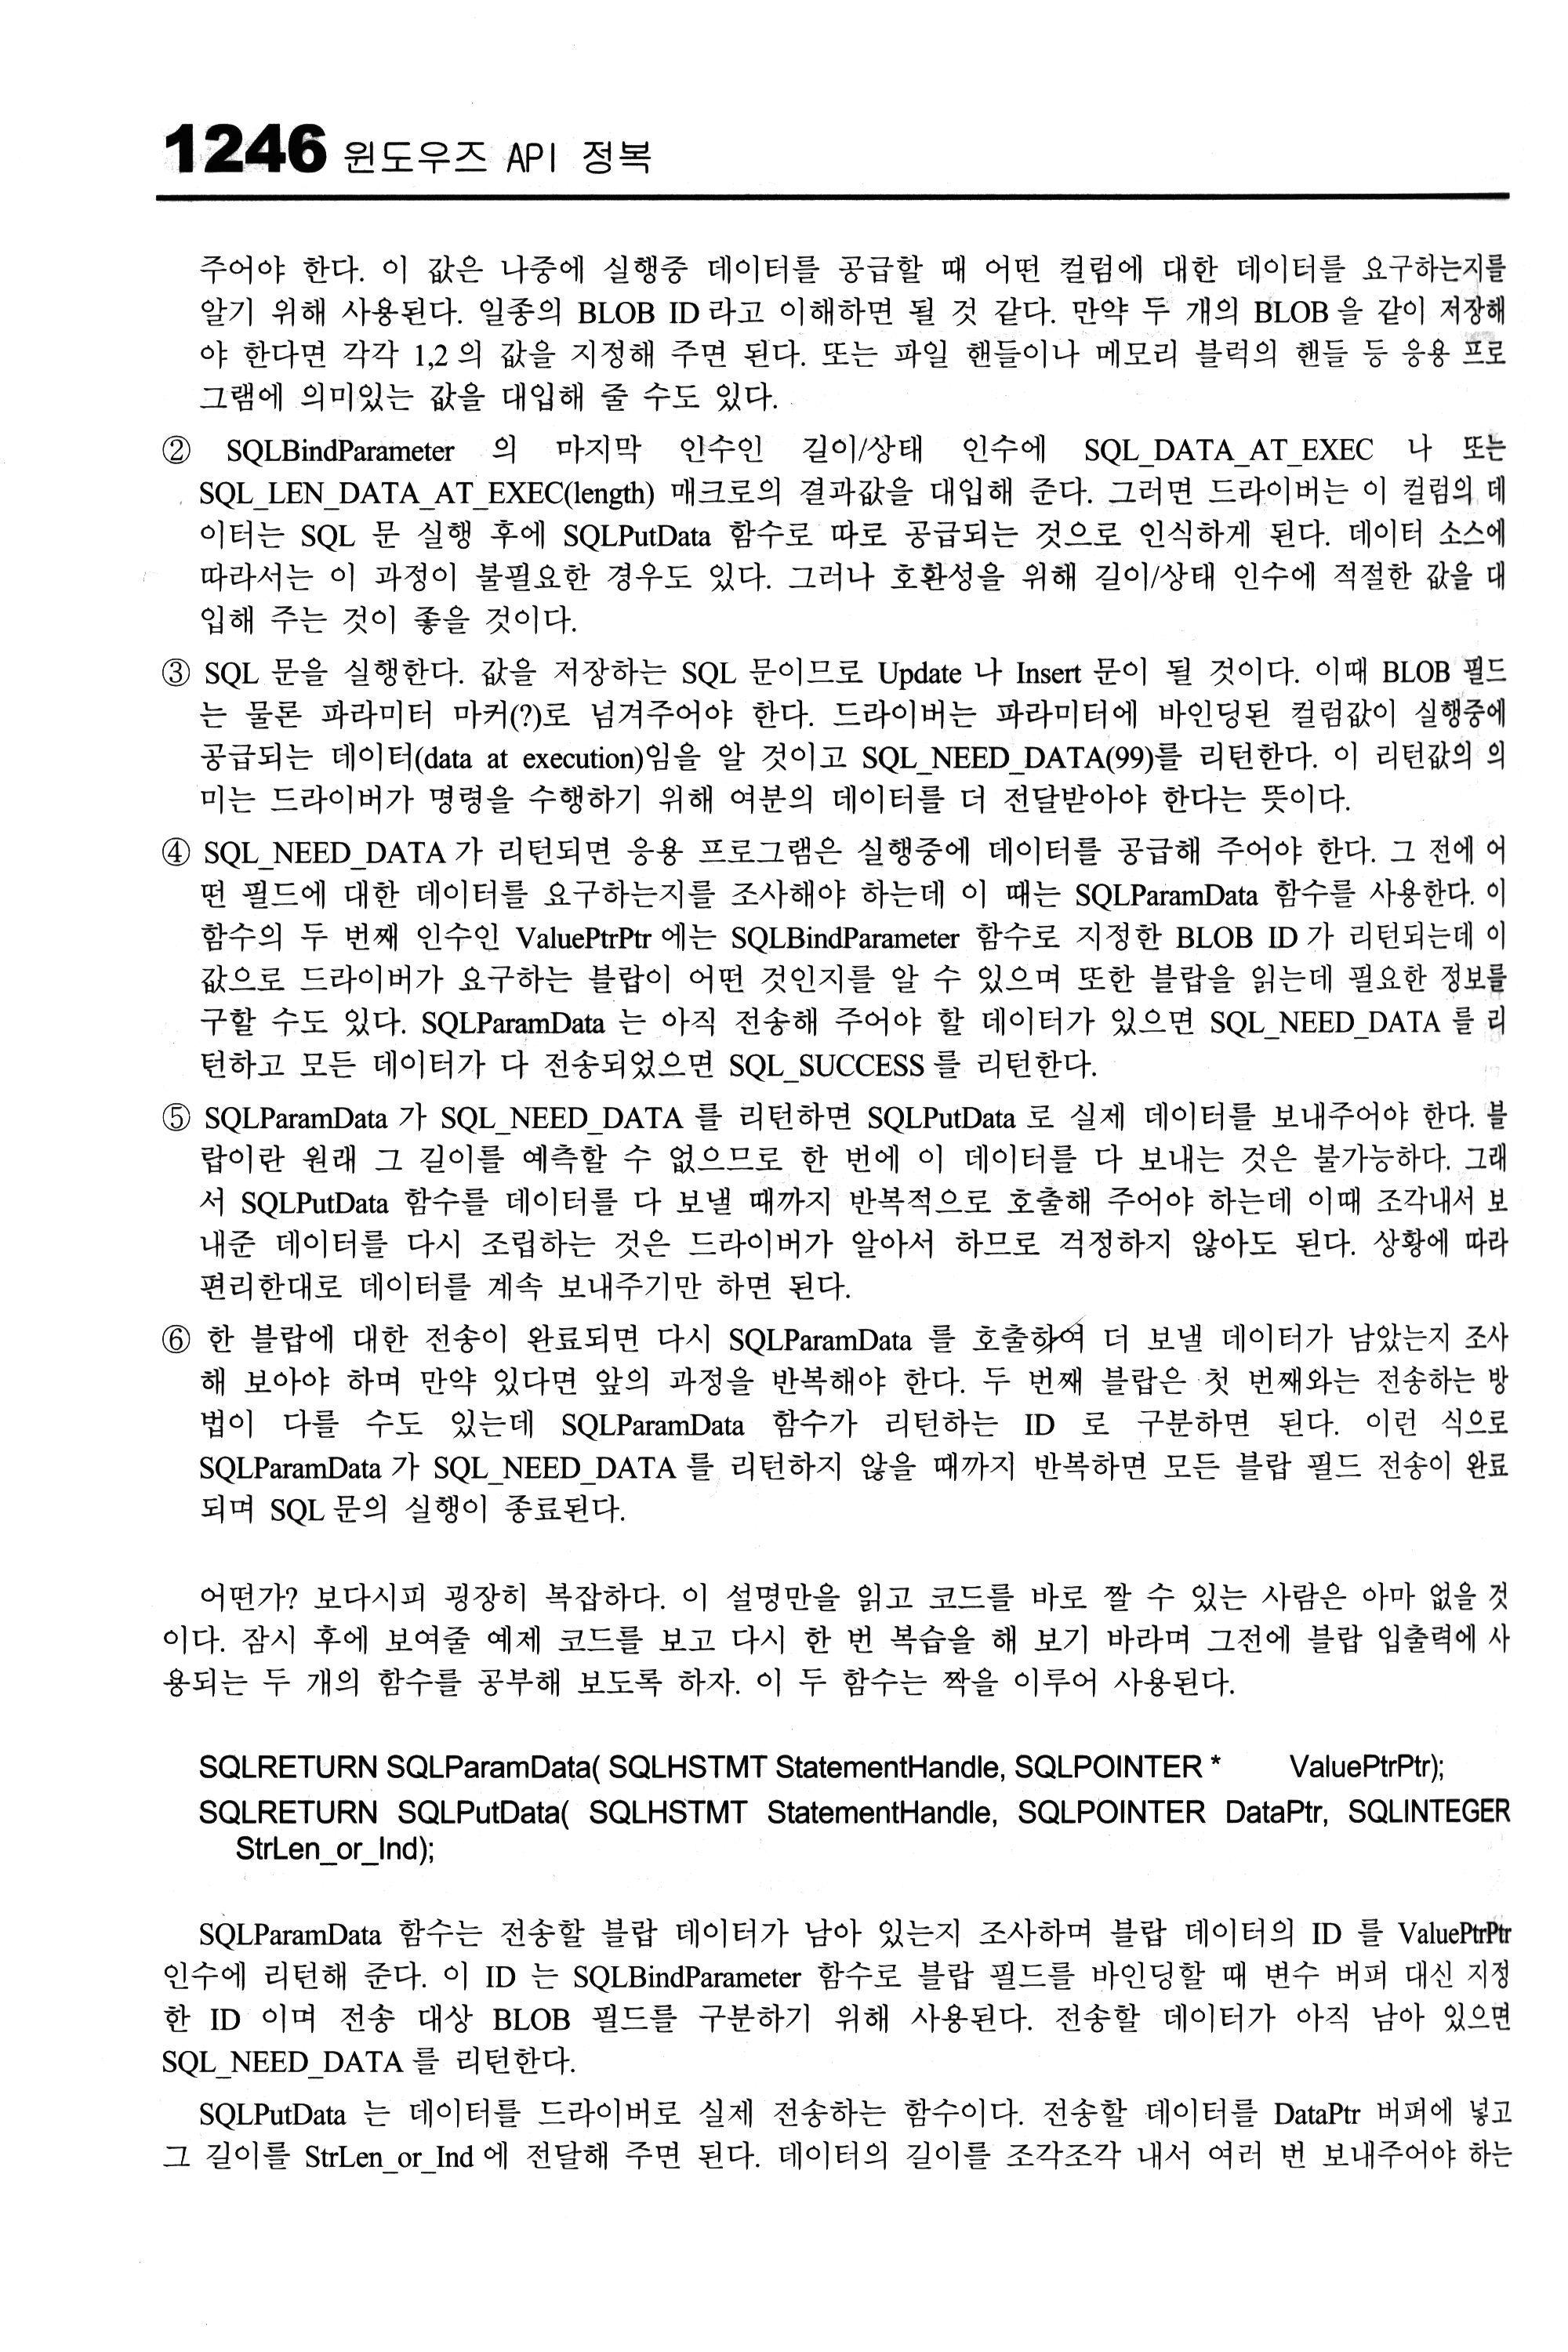 1246 윈도우즈 API 정복
주어야 한다. 이 값은 나중에 실행중 데이터를 공급할 때 어떤 컬럼에 대한 데이터를 요구하는지를
알기 위해 사용된다. 일종의 BLOB ID라고 이해하면 될 것 같다. 만약 두 개의 BLOB을 같이 저장해
야 한다면 각각 1,2의 값을 지정해 주면 된다. 또는 파일 핸들이나 메모리 블럭의 핸들 등 응용 프로
그램에 의미있는 값을 대입해 줄 수도 있다.
② SQLBindParameter 의 마지막 인수인 길이/상태 인수에 SQL_DATA_AT_EXEC 나 또는
SQL_LEN_DATA_AT_EXEC(length) 매크로의 결과값을 대입해 준다. 그러면 드라이버는 이 컬럼의 데
이터는 SQL 문 실행 후에 SQLPutData 함수로 따로 공급되는 것으로 인식하게 된다. 데이터 소스에
따라서는 이 과정이 불필요한 경우도 있다. 그러나 호환성을 위해 길이/상태 인수에 적절한 값을 대
입해 주는 것이 좋을 것이다.
③ SQL 문을 실행한다. 값을 저장하는 SQL 문이므로 Update 나 Insert 문이 될 것이다. 이때 BLOB 필드
는 물론 파라미터 마커(?)로 넘겨주어야 한다. 드라이버는 파라미터에 바인딩된 컬럼값이 실행중에
공급되는 데이터(data at execution)임을 알 것이고 SQL_NEED_DATA(99)를 리턴한다. 이 리턴값의 의
미는 드라이버가 명령을 수행하기 위해 여분의 데이터를 더 전달받아야 한다는 뜻이다.
④ SQL_NEED_DATA 가 리턴되면 응용 프로그램은 실행중에 데이터를 공급해 주어야 한다. 그 전에 어
떤 필드에 대한 데이터를 요구하는지를 조사해야 하는데 이 때는 SQLParamData 함수를 사용한다. 이
함수의 두 번째 인수인 ValuePtrPtr에는 SQLBindParameter 함수로 지정한 BLOB ID가 리턴되는데 이
값으로 드라이버가 요구하는 블랍이 어떤 것인지를 알 수 있으며 또한 블랍을 읽는데 필요한 정보를
구할 수도 있다. SQLParamData 는 아직 전송해 주어야 할 데이터가 있으면 SQL_NEED_DATA 를 리
턴하고 모든 데이터가 다 전송되었으면 SQL_SUCCESS를 리턴한다.
⑤ SQLParamData 가 SQL_NEED_DATA 를 리턴하면 SQLPutData 로 실제 데이터를 보내주어야 한다. 블
랍이란 원래 그 길이를 예측할 수 없으므로 한 번에 이 데이터를 다 보내는 것은 불가능하다. 그래
서 SQLPutData 함수를 데이터를 다 보낼 때까지 반복적으로 호출해 주어야 하는데 이때 조각내서 보
내준 데이터를 다시 조립하는 것은 드라이버가 알아서 하므로 걱정하지 않아도 된다. 상황에 따라
편리한대로 데이터를 계속 보내주기만 하면 된다.
⑥ 한 블랍에 대한 전송이 완료되면 다시 SQLParamData 를 호출하여 더 보낼 데이터가 남았는지 조사
해 보아야 하며 만약 있다면 앞의 과정을 반복해야 한다. 두 번째 블랍은 첫 번째와는 전송하는 방
법이 다를 수도 있는데 SQLParamData 함수가 리턴하는 ID 로 구분하면 된다. 이런 식으로
SQLParamData 가 SQL_NEED_DATA 를 리턴하지 않을 때까지 반복하면 모든 블랍 필드 전송이 완료
되며 SQL문의 실행이 종료된다.
어떤가? 보다시피 굉장히 복잡하다. 이 설명만을 읽고 코드를 바로 짤 수 있는 사람은 아마 없을 것
이다. 잠시 후에 보여줄 예제 코드를 보고 다시 한 번 복습을 해 보기 바라며 그전에 블랍 입출력에 사
용되는 두 개의 함수를 공부해 보도록 하자. 이 두 함수는 짝을 이루어 사용된다.
SQLRETURN SQLParamData( SQLHSTMT StatementHandle, SQLPOINTER * ValuePtrPtr);
SQLRETURN SQLPutData( SQLHSTMT StatementHandle, SQLPOINTER DataPtr, SQLINTEGER
StrLen_or_Ind);
SQLParamData 함수는 전송할 블랍 데이터가 남아 있는지 조사하며 블랍 데이터의 ID 를 ValuePtrPtr
인수에 리턴해 준다. 이 ID 는 SQLBindParameter 함수로 블랍 필드를 바인딩할 때 변수 버퍼 대신 지정
한 ID 이며 전송 대상 BLOB 필드를 구분하기 위해 사용된다. 전송할 데이터가 아직 남아 있으면
SQL_NEED_DATA를 리턴한다.
SQLPutData 는 데이터를 드라이버로 실제 전송하는 함수이다. 전송할 데이터를 DataPtr 버퍼에 넣고
그 길이를 StrLen_or_Ind 에 전달해 주면 된다. 데이터의 길이를 조각조각 내서 여러 번 보내주어야 하는